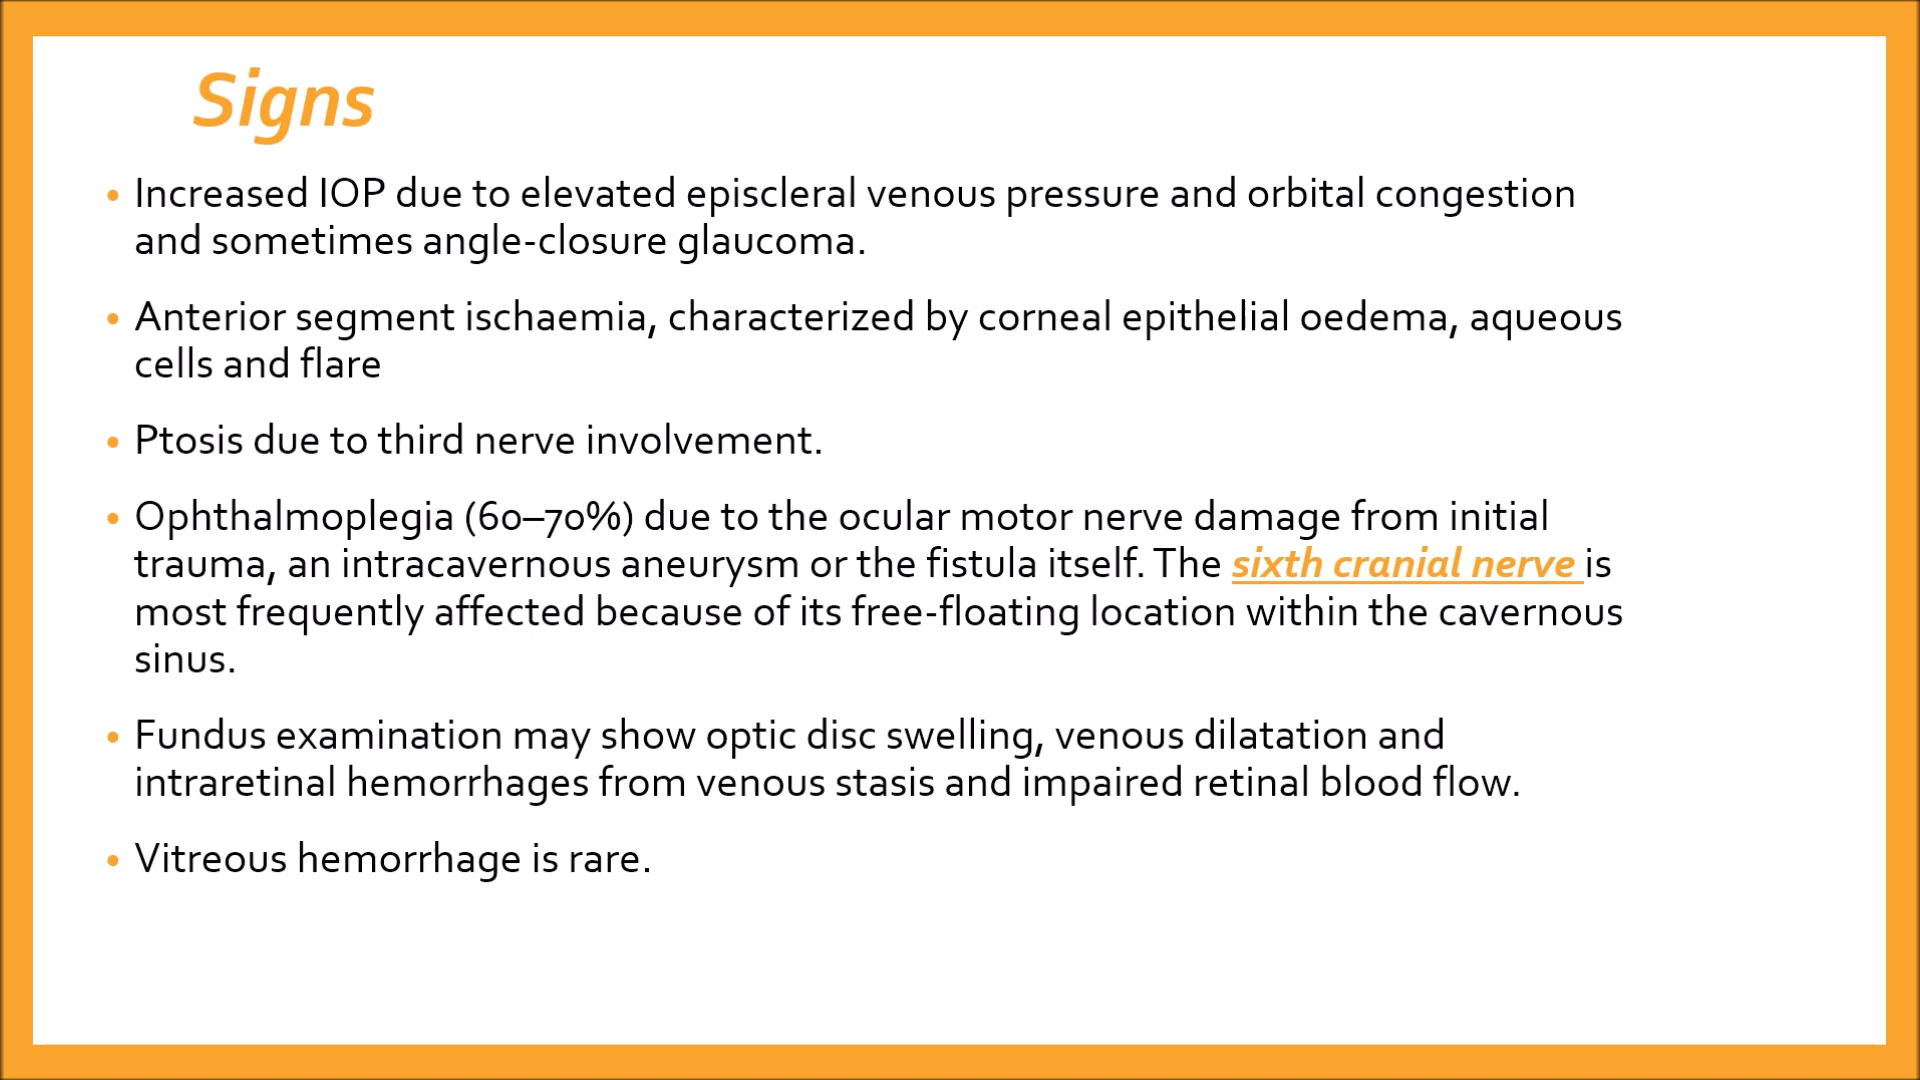 Signs
• Increased IOP due to elevated episcleral venous pressure and orbital congestion
and sometimes angle-closure glaucoma.
• Anterior segment ischaemia, characterized by corneal epithelial oedema, aqueous
cells and flare
• Ptosis due to third nerve involvement.
• Ophthalmoplegia (60–70%) due to the ocular motor nerve damage from initial
trauma, an intracavernous aneurysm or the fistula itself. The sixth cranial nerve is
most frequently affected because of its free-floating location within the cavernous
sinus.
• Fundus examination may show optic disc swelling, venous dilatation and
intraretinal hemorrhages from venous stasis and impaired retinal blood flow.
• Vitreous hemorrhage is rare.